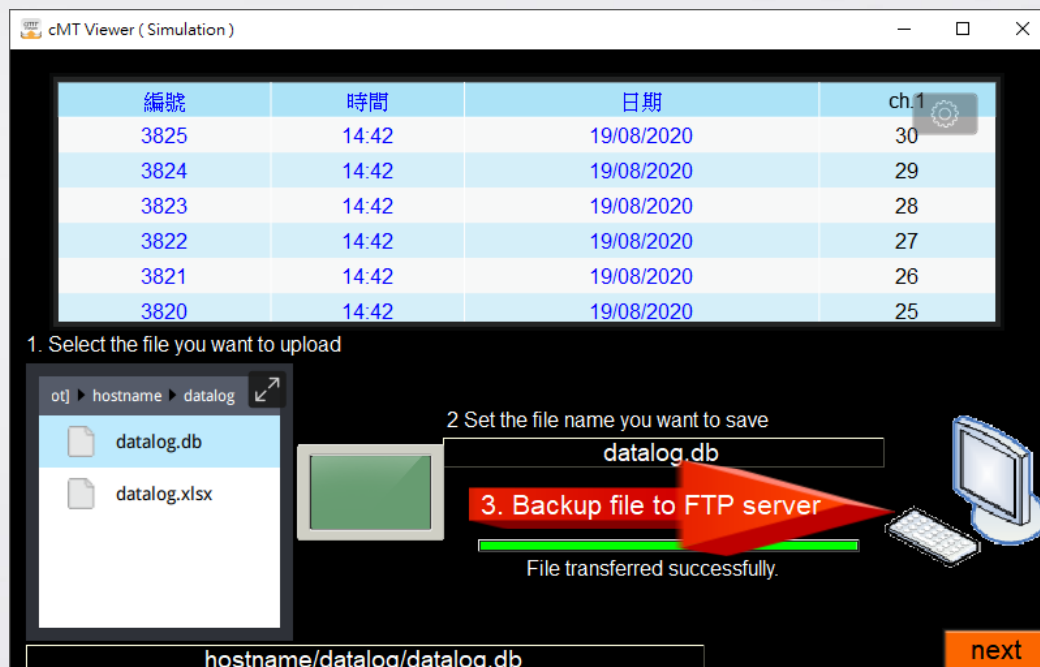 cMT Viewer ( Simulation )
編號 時間 日期 ch.1
3825 14:42 19/08/2020 30
3824 14:42 19/08/2020 29
3823 14:42 19/08/2020 28
3822 14:42 19/08/2020 27
3821 14:42 19/08/2020 26
3820 14:42 19/08/2020 25
1. Select the file you want to upload
ot] hostname datalog
datalog.db
datalog.xlsx
2 Set the file name you want to save
datalog.db
3. Backup file to FTP server
File transferred successfully.
next
hostname/datalog/datalog.db